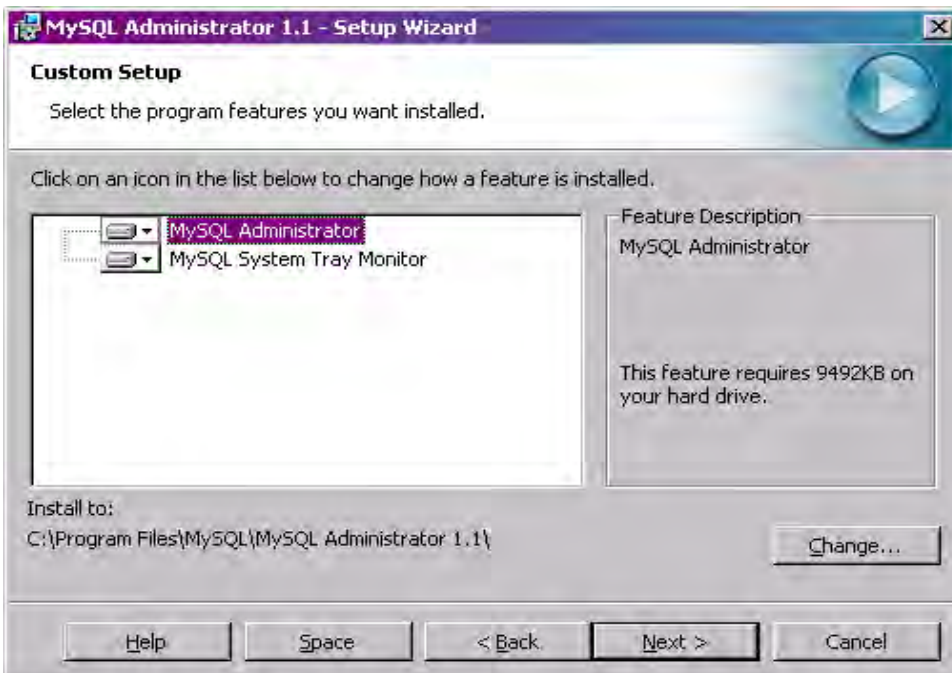 MySQL Administrator 1.1 - Setup Wizard
Custom Setup
Select the program features you want installed.
Click on an icon in the list below to change how a feature is installed.
MySQL Administrator
MySQL System Tray Monitor
Feature Description
MySQL Administrator
This feature requires 9492KB on
your hard drive.
Install to:
C:\Program Files\MySQL\MySQL Administrator 1.1\
Change...
Help
Space
< Back
Next >
Cancel